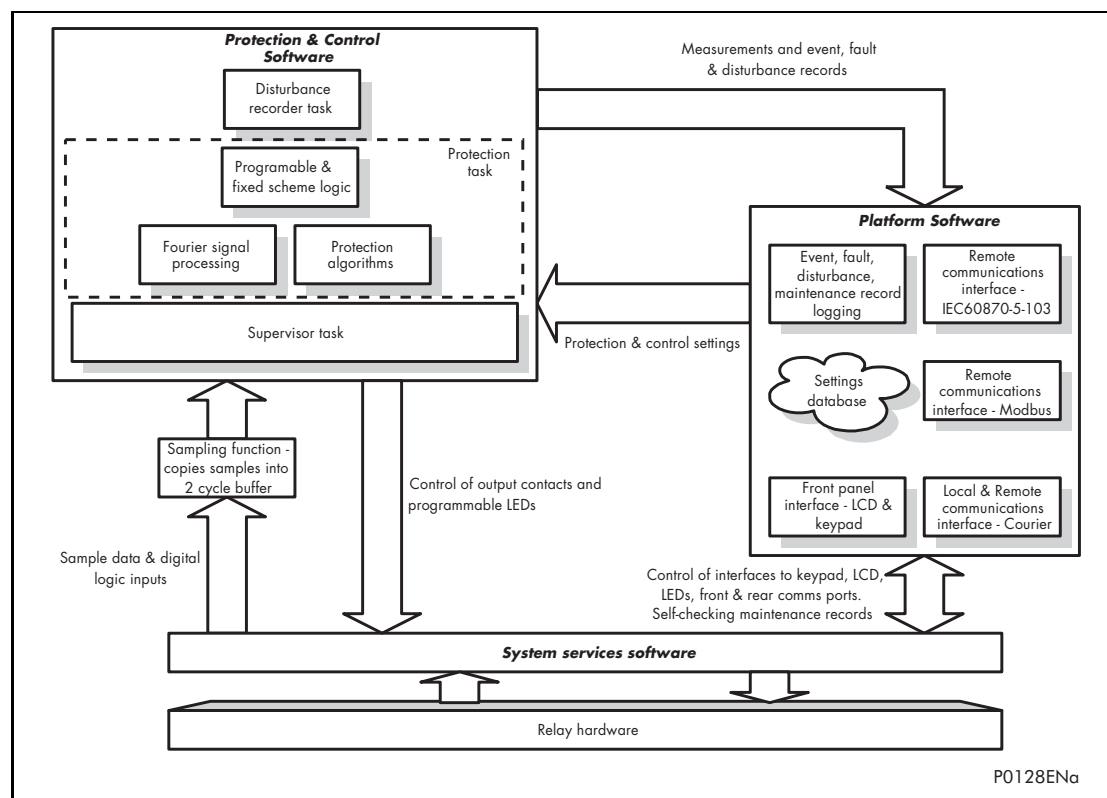 Protection & Control
Software
Disturbance
recorder task
Protection
task
Programable &
fixed scheme logic
Fourier signal
processing
Protection
algorithms
Supervisor task
Measurements and event, fault
& disturbance records
Platform Software
Event, fault,
disturbance,
maintenance record
logging
Remote
communications
interface -
IEC60870-5-103
Protection & control settings
Settings
database
Remote
communications
interface - Modbus
Sampling function -
copies samples into
2 cycle buffer
Control of output contacts and
programmable LEDs
Front panel
interface - LCD &
keypad
Local & Remote
communications
interface - Courier
Sample data & digital
logic inputs
Control of interfaces to keypad, LCD,
LEDs, front & rear comms ports.
Self-checking maintenance records
System services software
Relay hardware
P0128ENa